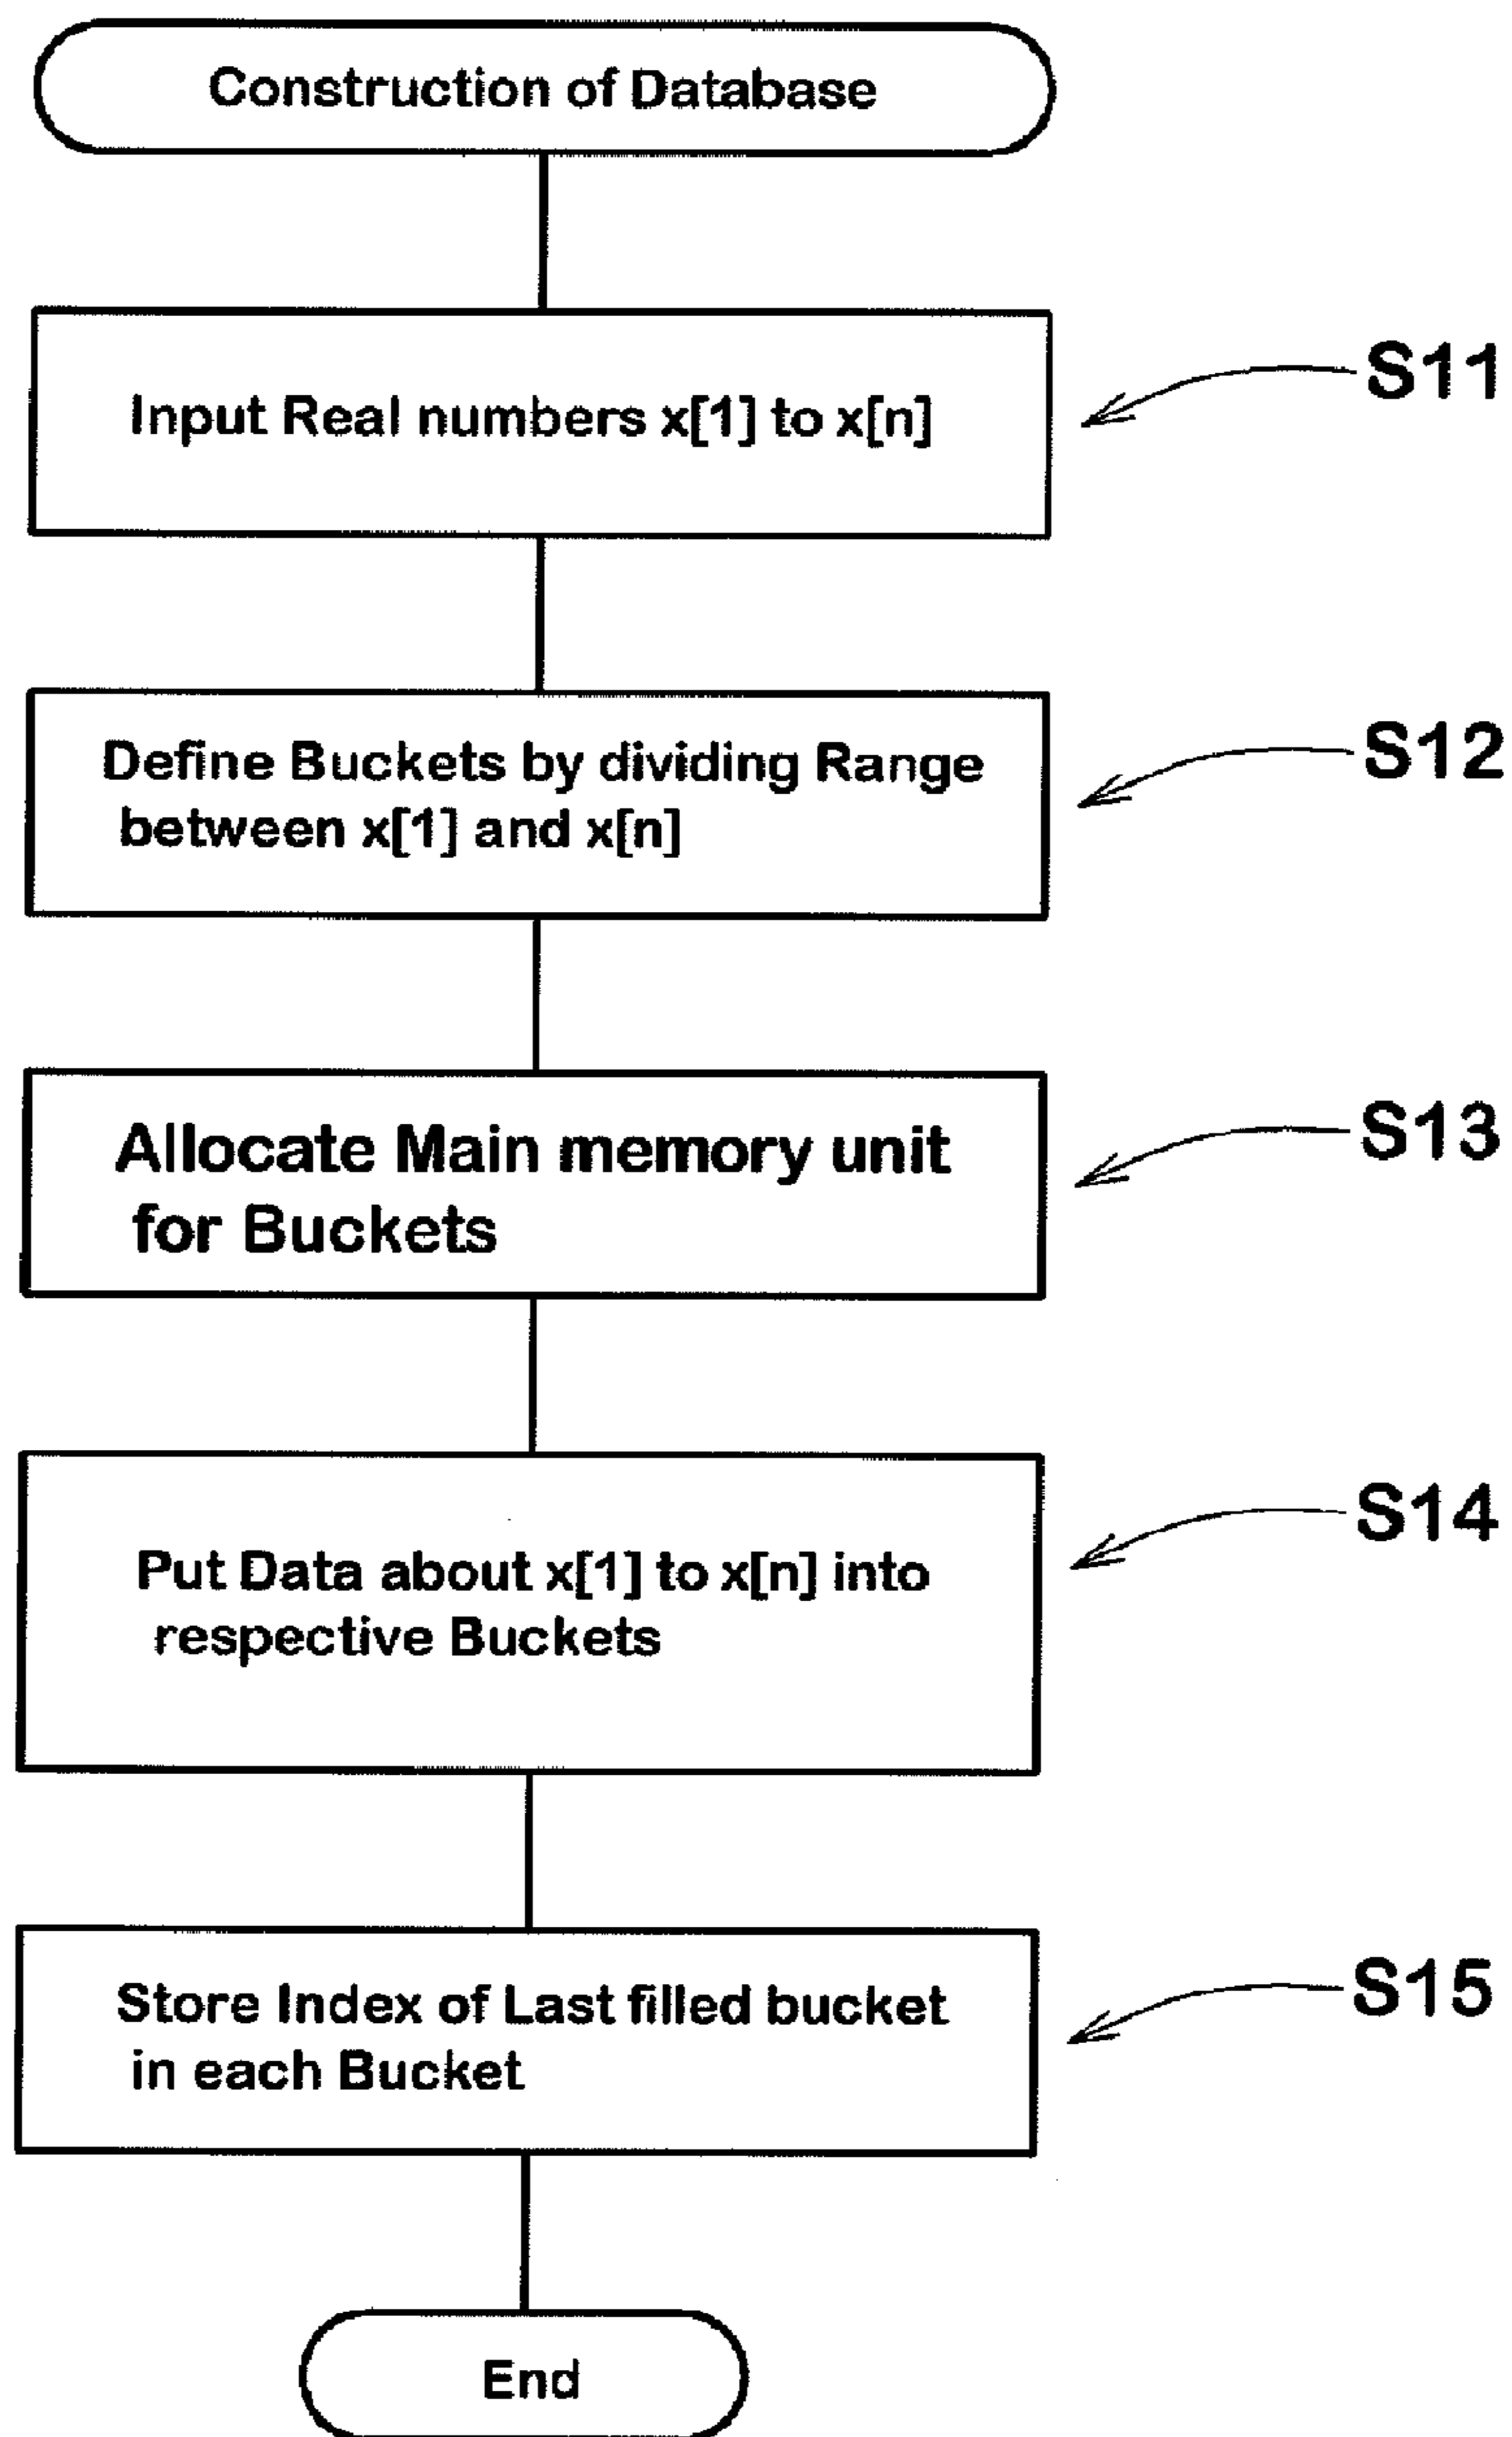 Construction of Database
Input Real numbers x[1] to x[n]
S11
Define Buckets by dividing Range
between x[1] and x[n]
S12
Allocate Main memory unit
for Buckets
S13
Put Data about x[1] to x[n] into
respective Buckets
S14
Store Index of Last filled bucket
in each Bucket
S15
End